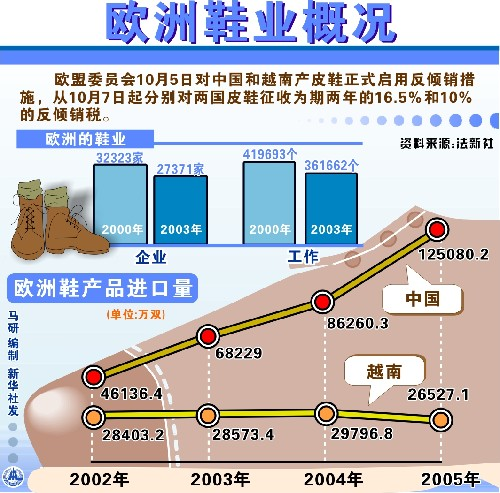 欧洲鞋业概况
欧盟委员会10月5日对中国和越南产皮鞋正式启用反倾销措
施，从10月7日起分别对两国皮鞋征收为期两年的16.5%和10%
的反倾销税。
资料来源:法新社
欧洲的鞋业
32323家
27371家
419693个
361662个
2000年
2003年
2000年
2003年
企业
工作
欧洲鞋产品进口量
(单位:万双)
125080.2
中国
86260.3
68229
46136.4
越南
28403.2
28573.4
29796.8
26527.1
2002年
2003年
2004年
2005年
马研 编制 新华社发